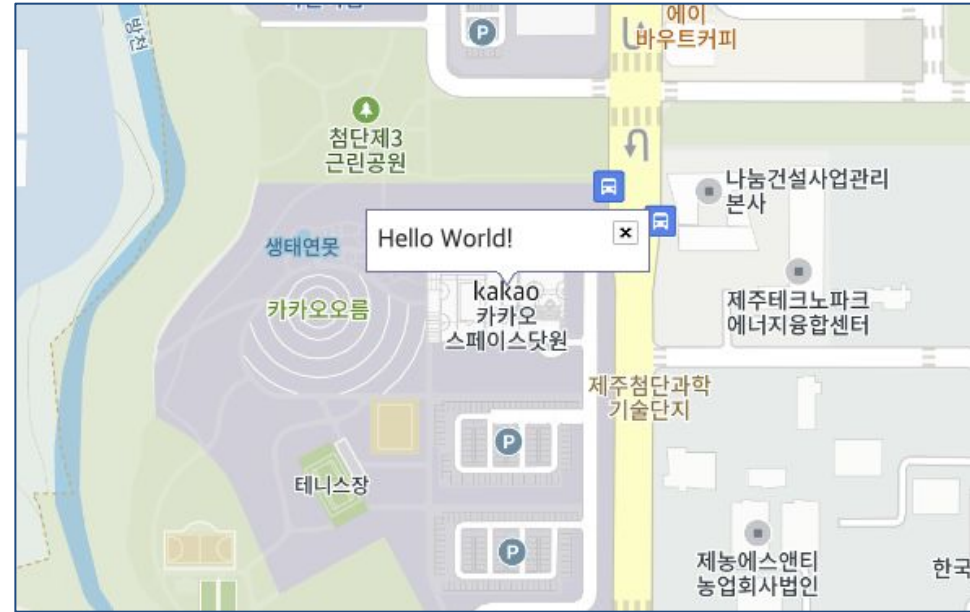 에이
바우트커피
방천
P
첨단제3
근린공원
나눔건설사업관리
본사
Hello World!
생태연못
카카오오름
kakao
카카오
스페이스닷원
제주테크노파크
에너지융합센터
제주첨단과학
기술단지
P
테니스장
P
제농에스앤티
농업회사법인
한국